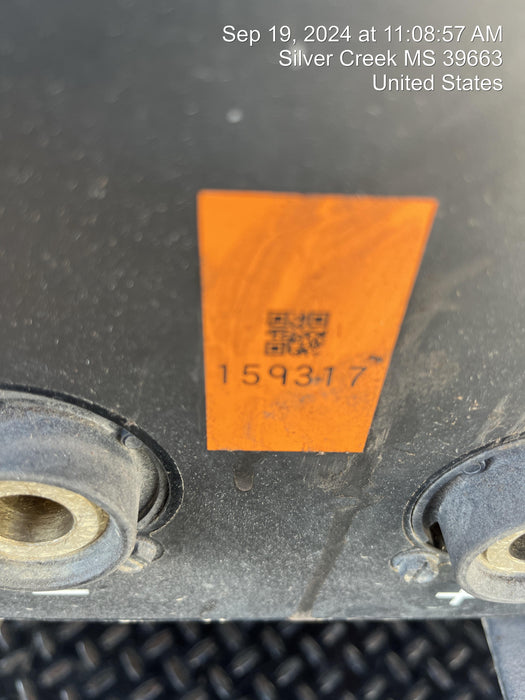 Sep 19, 2024 at 11:08:57 AM
Silver Creek MS 39663
United States
159317
- +